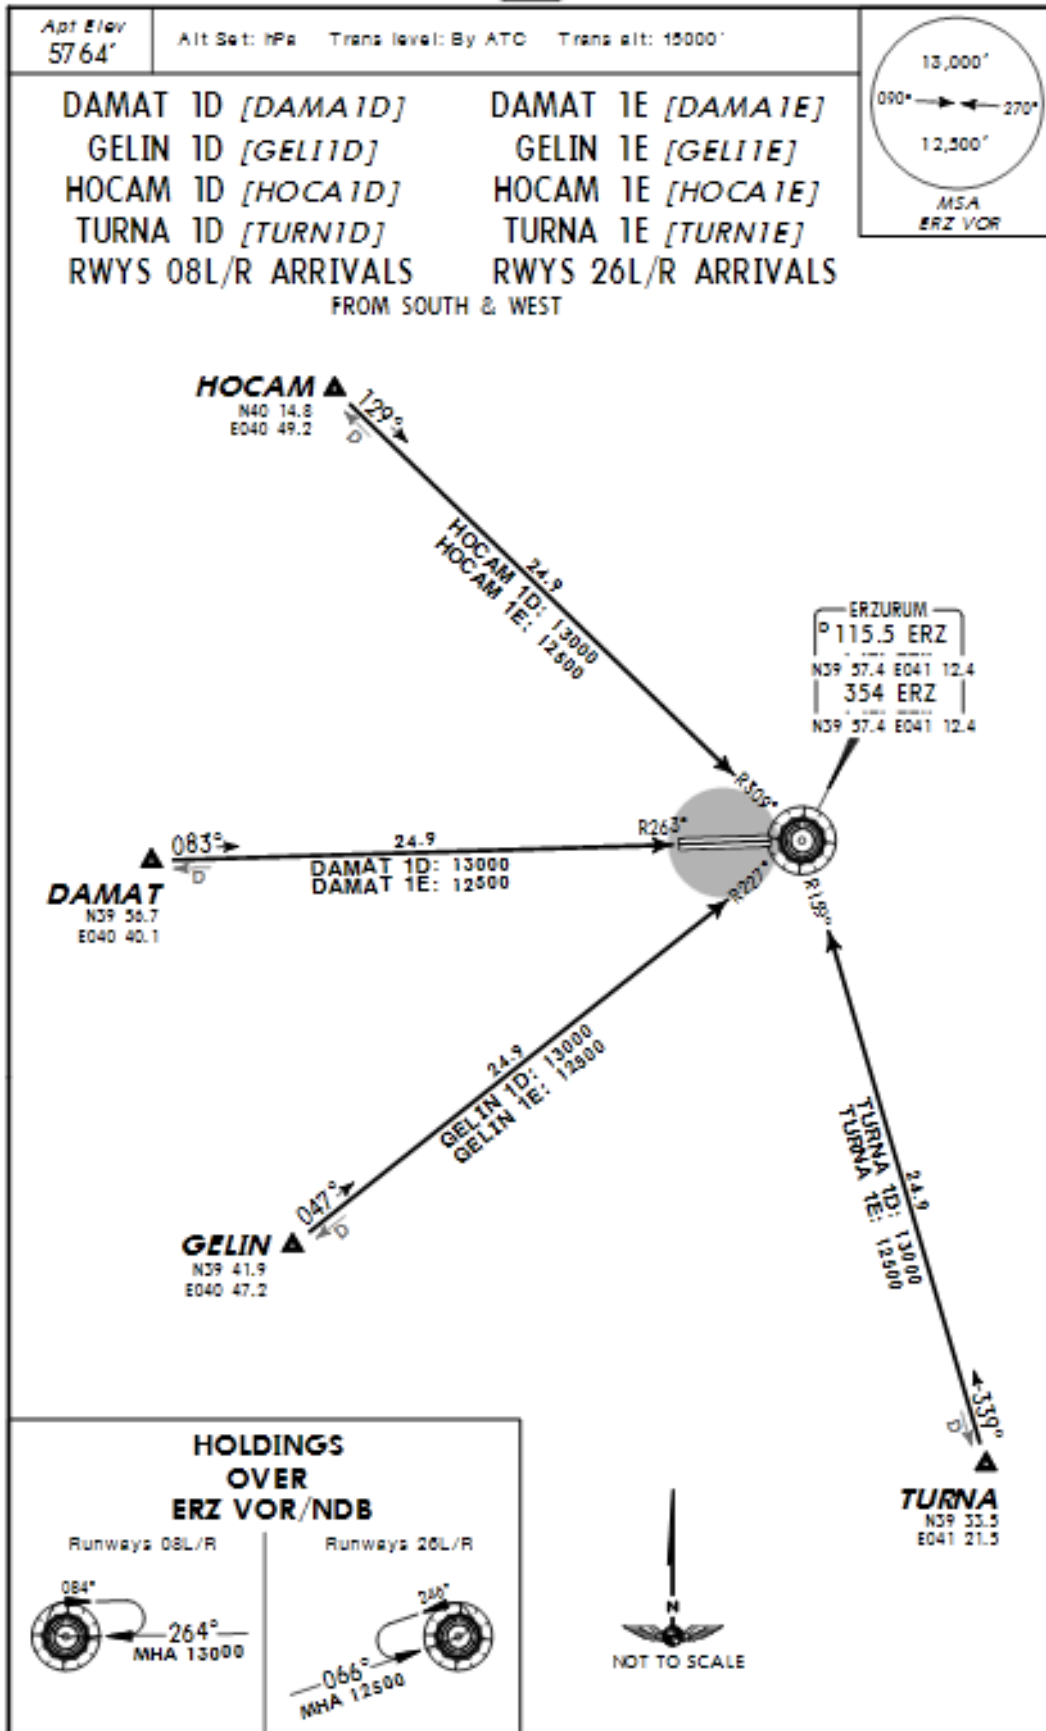 Apt Elev
5764'
Alt Set: hPa Trans level: By ATC Trans alt: 15000'
13,000'
090° 270°
12,500'
MSA
ERZ VOR
DAMAT 1D [DAMA1D]
GELIN 1D [GELI1D]
HOCAM 1D [HOCA1D]
TURNA 1D [TURN1D]
RWYS 08L/R ARRIVALS
DAMAT 1E [DAMA1E]
GELIN 1E [GELI1E]
HOCAM 1E [HOCA1E]
TURNA 1E [TURN1E]
RWYS 26L/R ARRIVALS
FROM SOUTH & WEST
HOCAM
N40 14.8
E040 49.2
129°
D
24.9
HOCAM 1D: 13000
HOCAM 1E: 12500
R309°
ERZURUM
D 115.5 ERZ
N39 57.4 E041 12.4
354 ERZ
N39 57.4 E041 12.4
083°
D
24.9
DAMAT 1D: 13000
DAMAT 1E: 12500
R263°
DAMAT
N39 56.7
E040 40.1
R227°
R159°
24.9
GELIN 1D: 13000
GELIN 1E: 12500
047°
D
GELIN
N39 41.9
E040 47.2
24.9
TURNA 1D: 13000
TURNA 1E: 12500
339°
D
TURNA
N39 33.5
E041 21.5
HOLDINGS
OVER
ERZ VOR/NDB
Runways 08L/R
084°
264°
MHA 13000
Runways 26L/R
246°
066°
MHA 12500
N
NOT TO SCALE